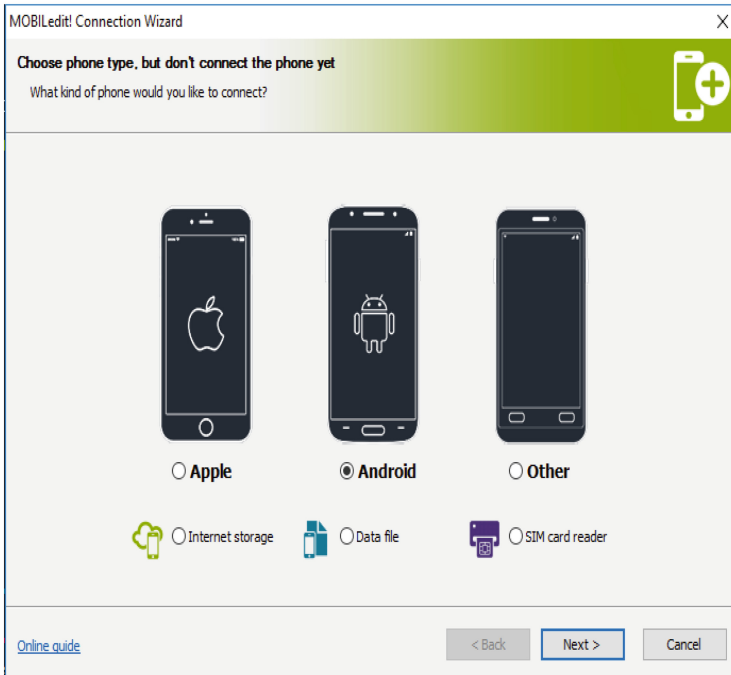 MOBILedit! Connection Wizard
Choose phone type, but don't connect the phone yet
What kind of phone would you like to connect?
Apple Android Other
Internet storage Data file SIM card reader
Online guide < Back Next > Cancel